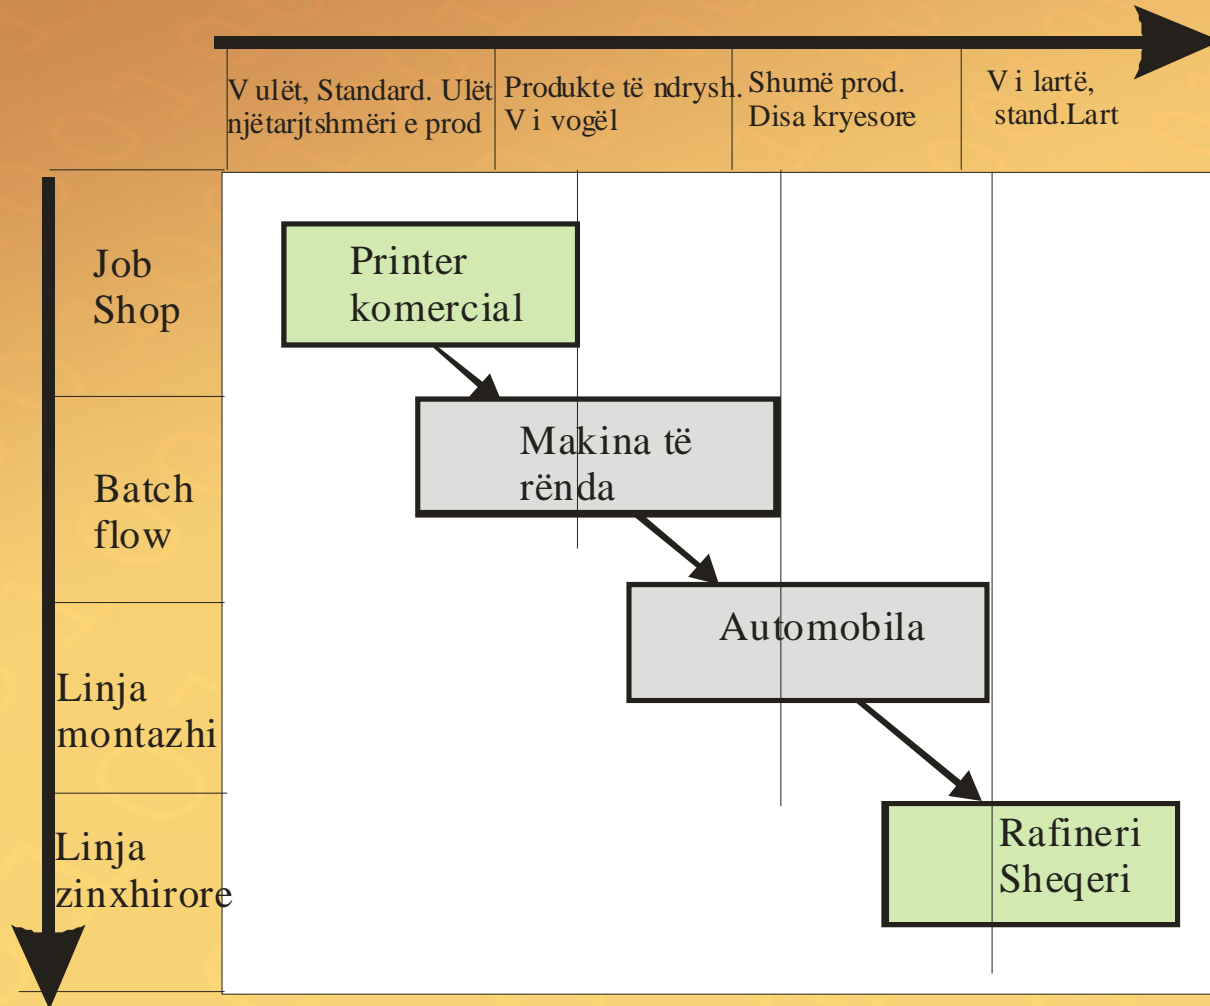 V ulët, Standard. Ulët
njëtarjtshmëri e prod
Produkte të ndrysh.
V i vogël
Shumë prod.
Disa kryesore
V i lartë,
stand.Lart
Job
Shop
Printer
komercial
Batch
flow
Makina të
rënda
Linja
montazhi
Automobila
Linja
zinxhirore
Rafineri
Sheqeri